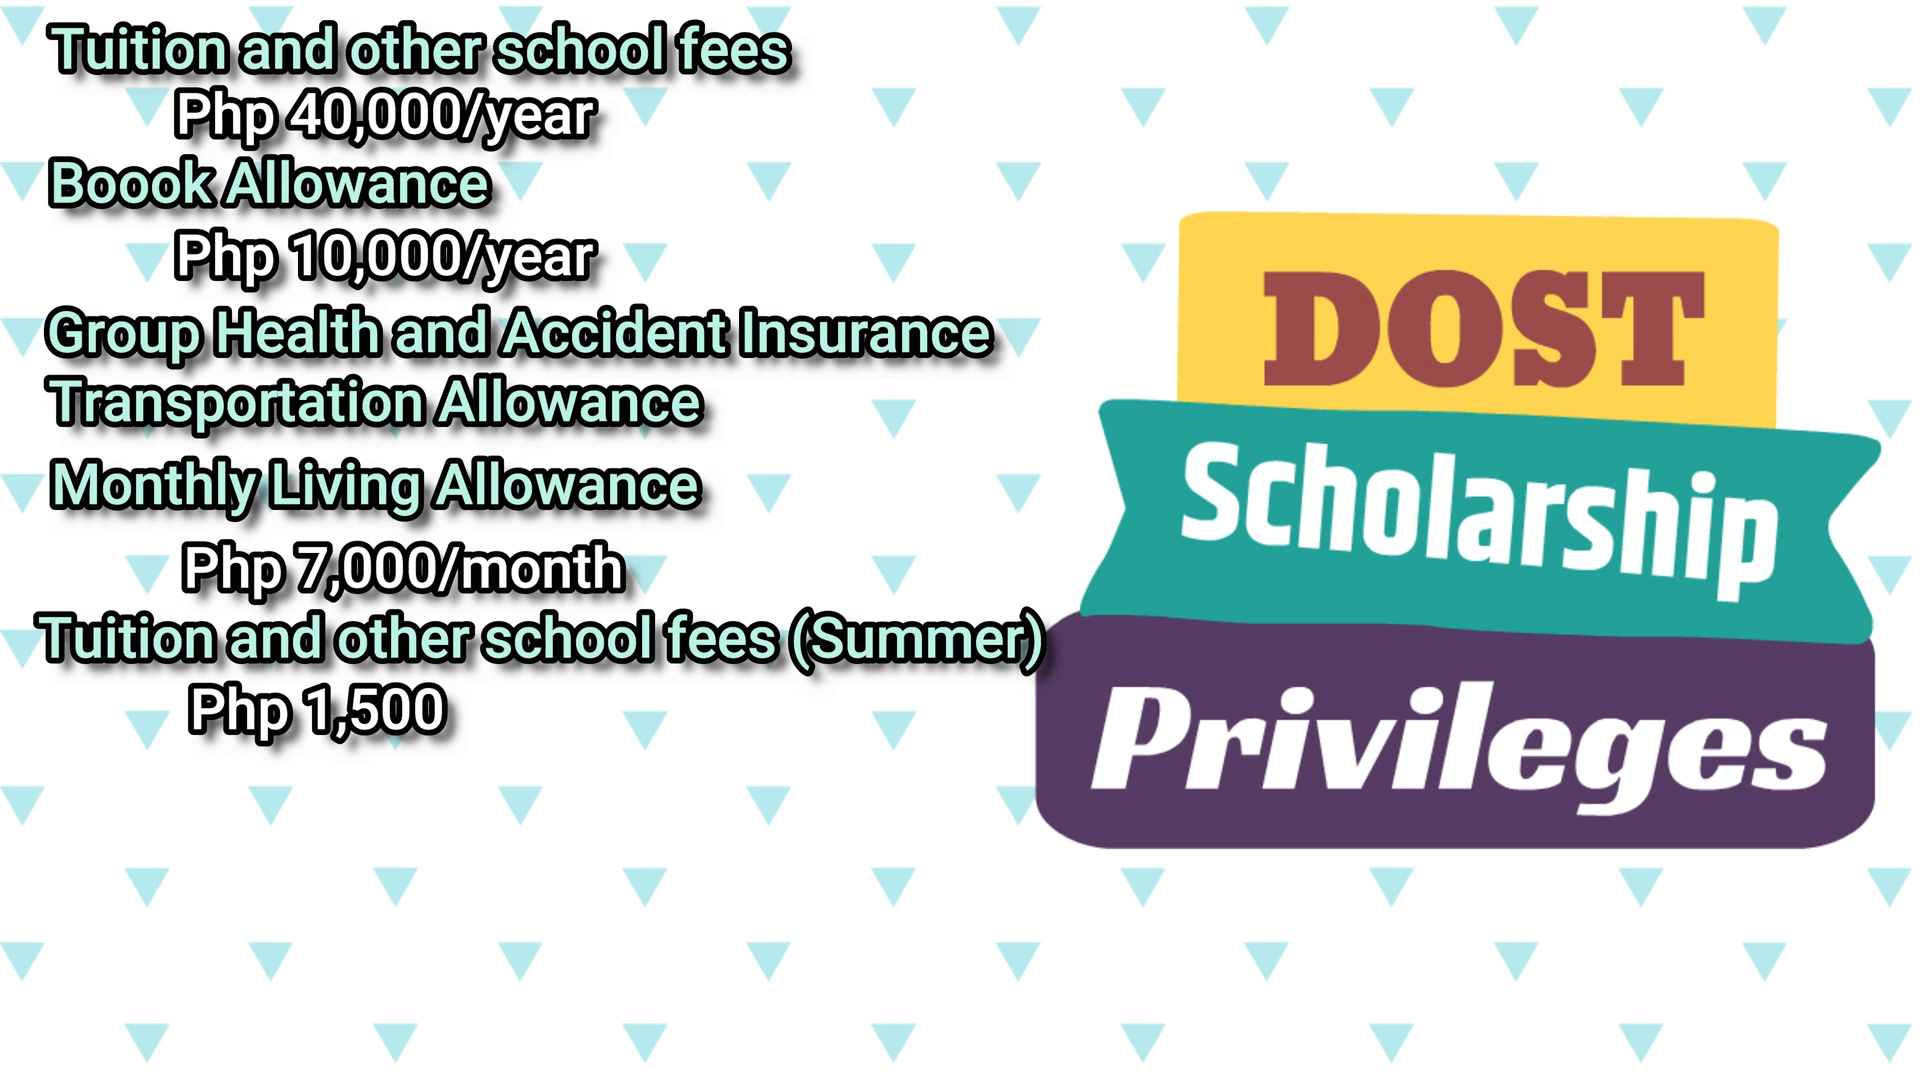 Tuition and other school fees
Php 40,000/year
Boook Allowance
Php 10,000/year
Group Health and Accident Insurance
Transportation Allowance
Monthly Living Allowance
Php 7,000/month
Tuition and other school fees (Summer)
Php 1,500
DOST
Scholarship
Privileges